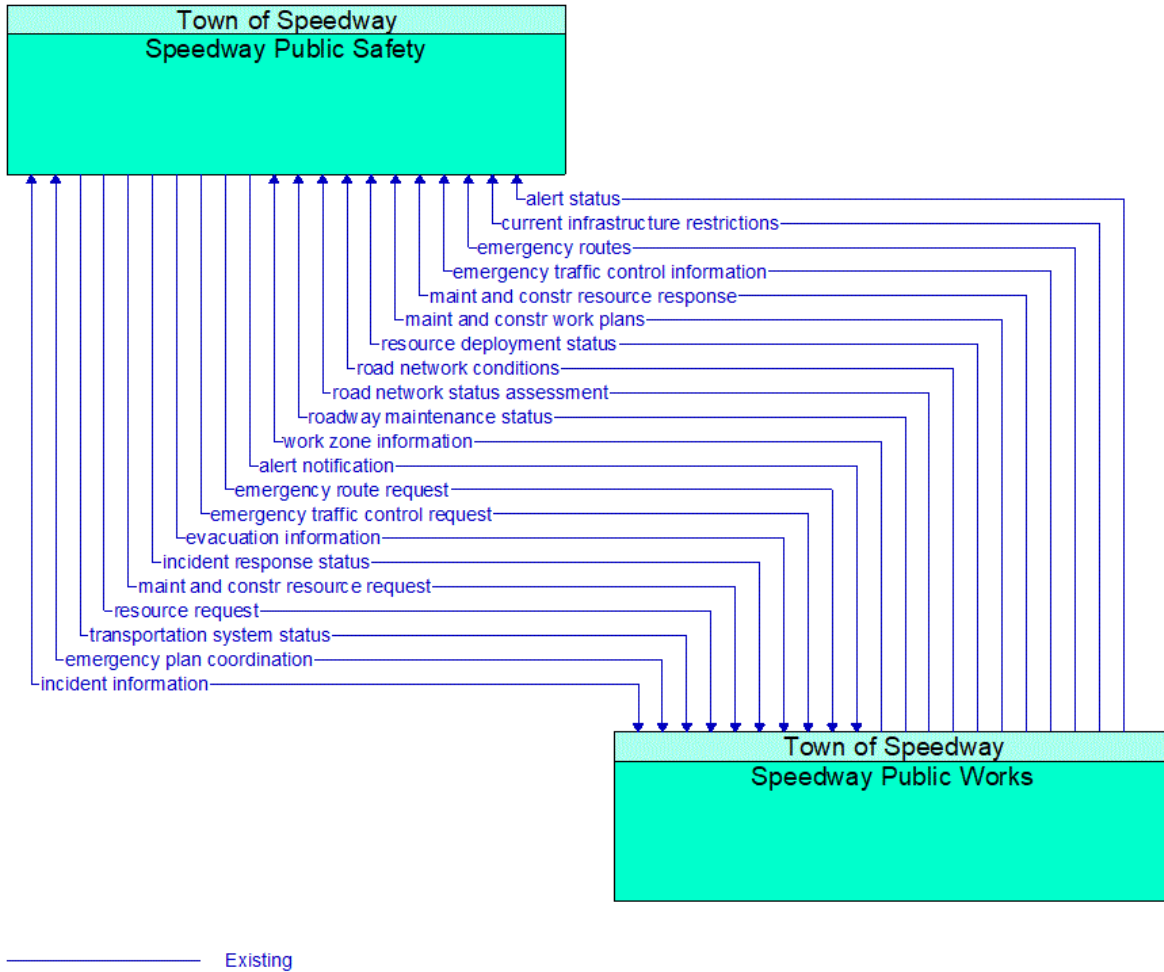 Town of Speedway
Speedway Public Safety
alert status
current infrastructure restrictions
emergency routes
emergency traffic control information
maint and constr resource response
maint and constr work plans
resource deployment status
road network conditions
road network status assessment
roadway maintenance status
work zone information
alert notification
emergency route request
emergency traffic control request
evacuation information
incident response status
maint and constr resource request
resource request
transportation system status
emergency plan coordination
incident information
Town of Speedway
Speedway Public Works
Existing